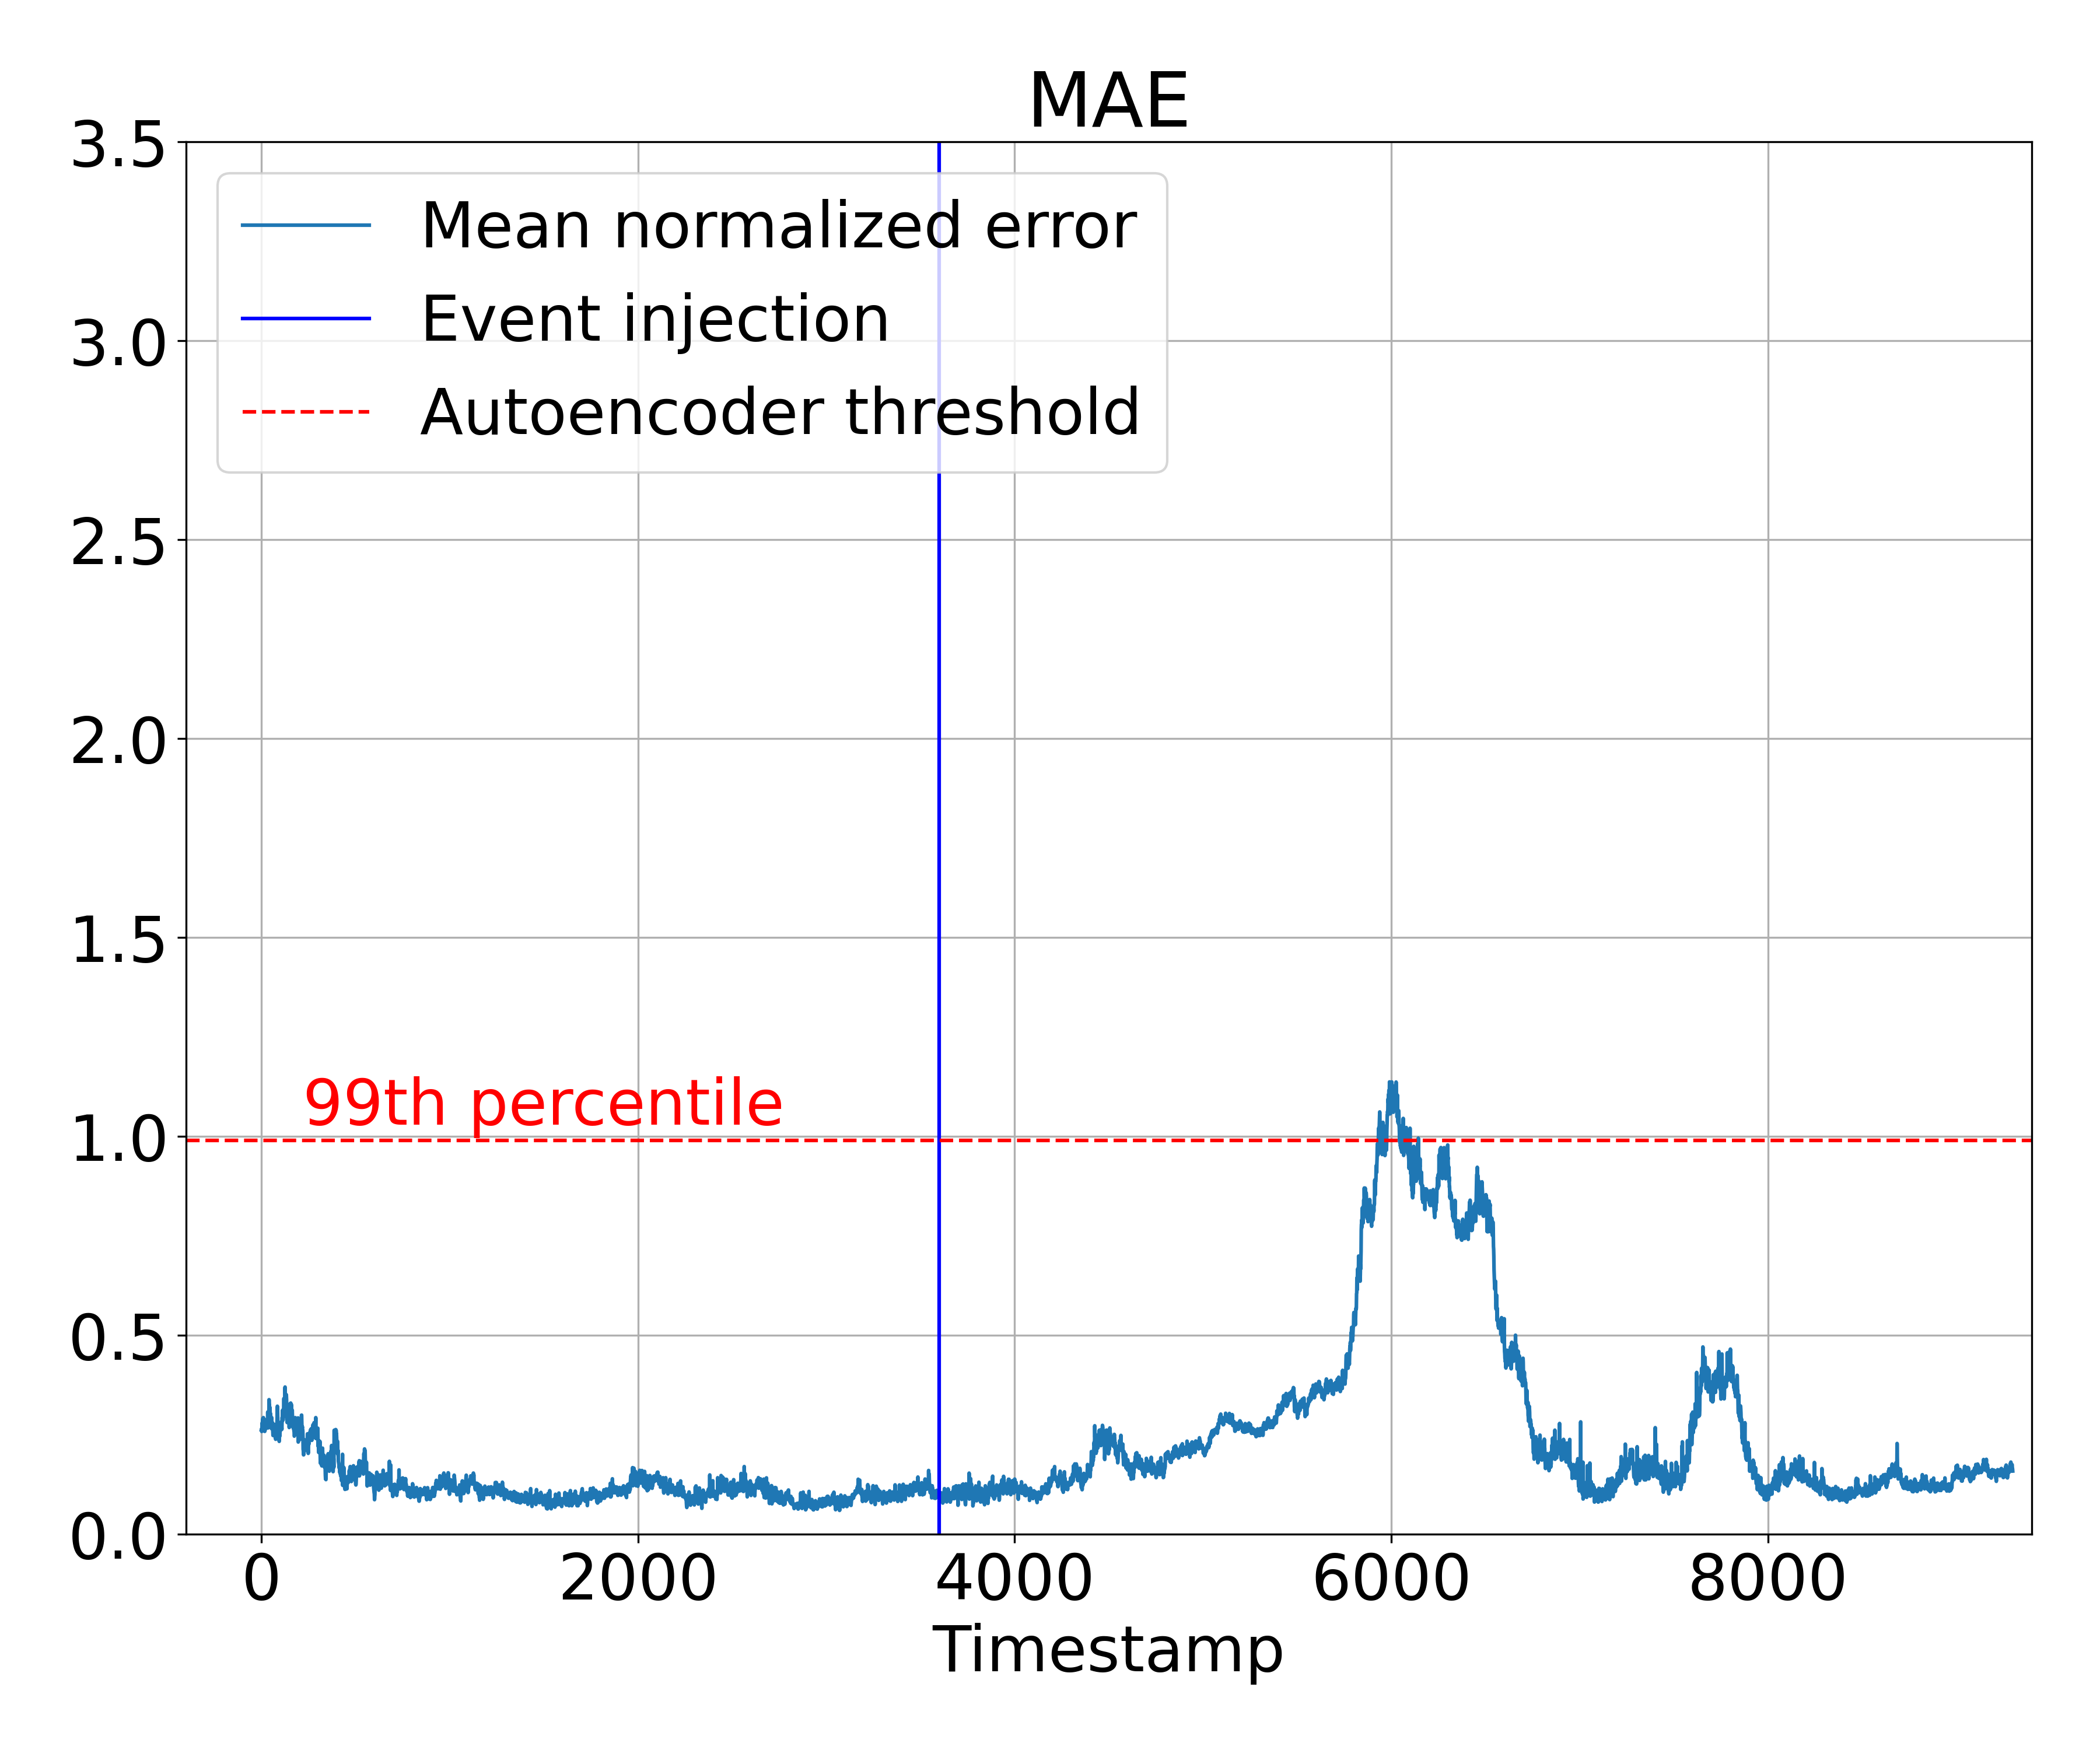 MAE
3.5
3.0
2.5
2.0
1.5
1.0
0.5
0.0
Mean normalized error
Event injection
Autoencoder threshold
99th percentile
0 2000 4000 6000 8000
Timestamp